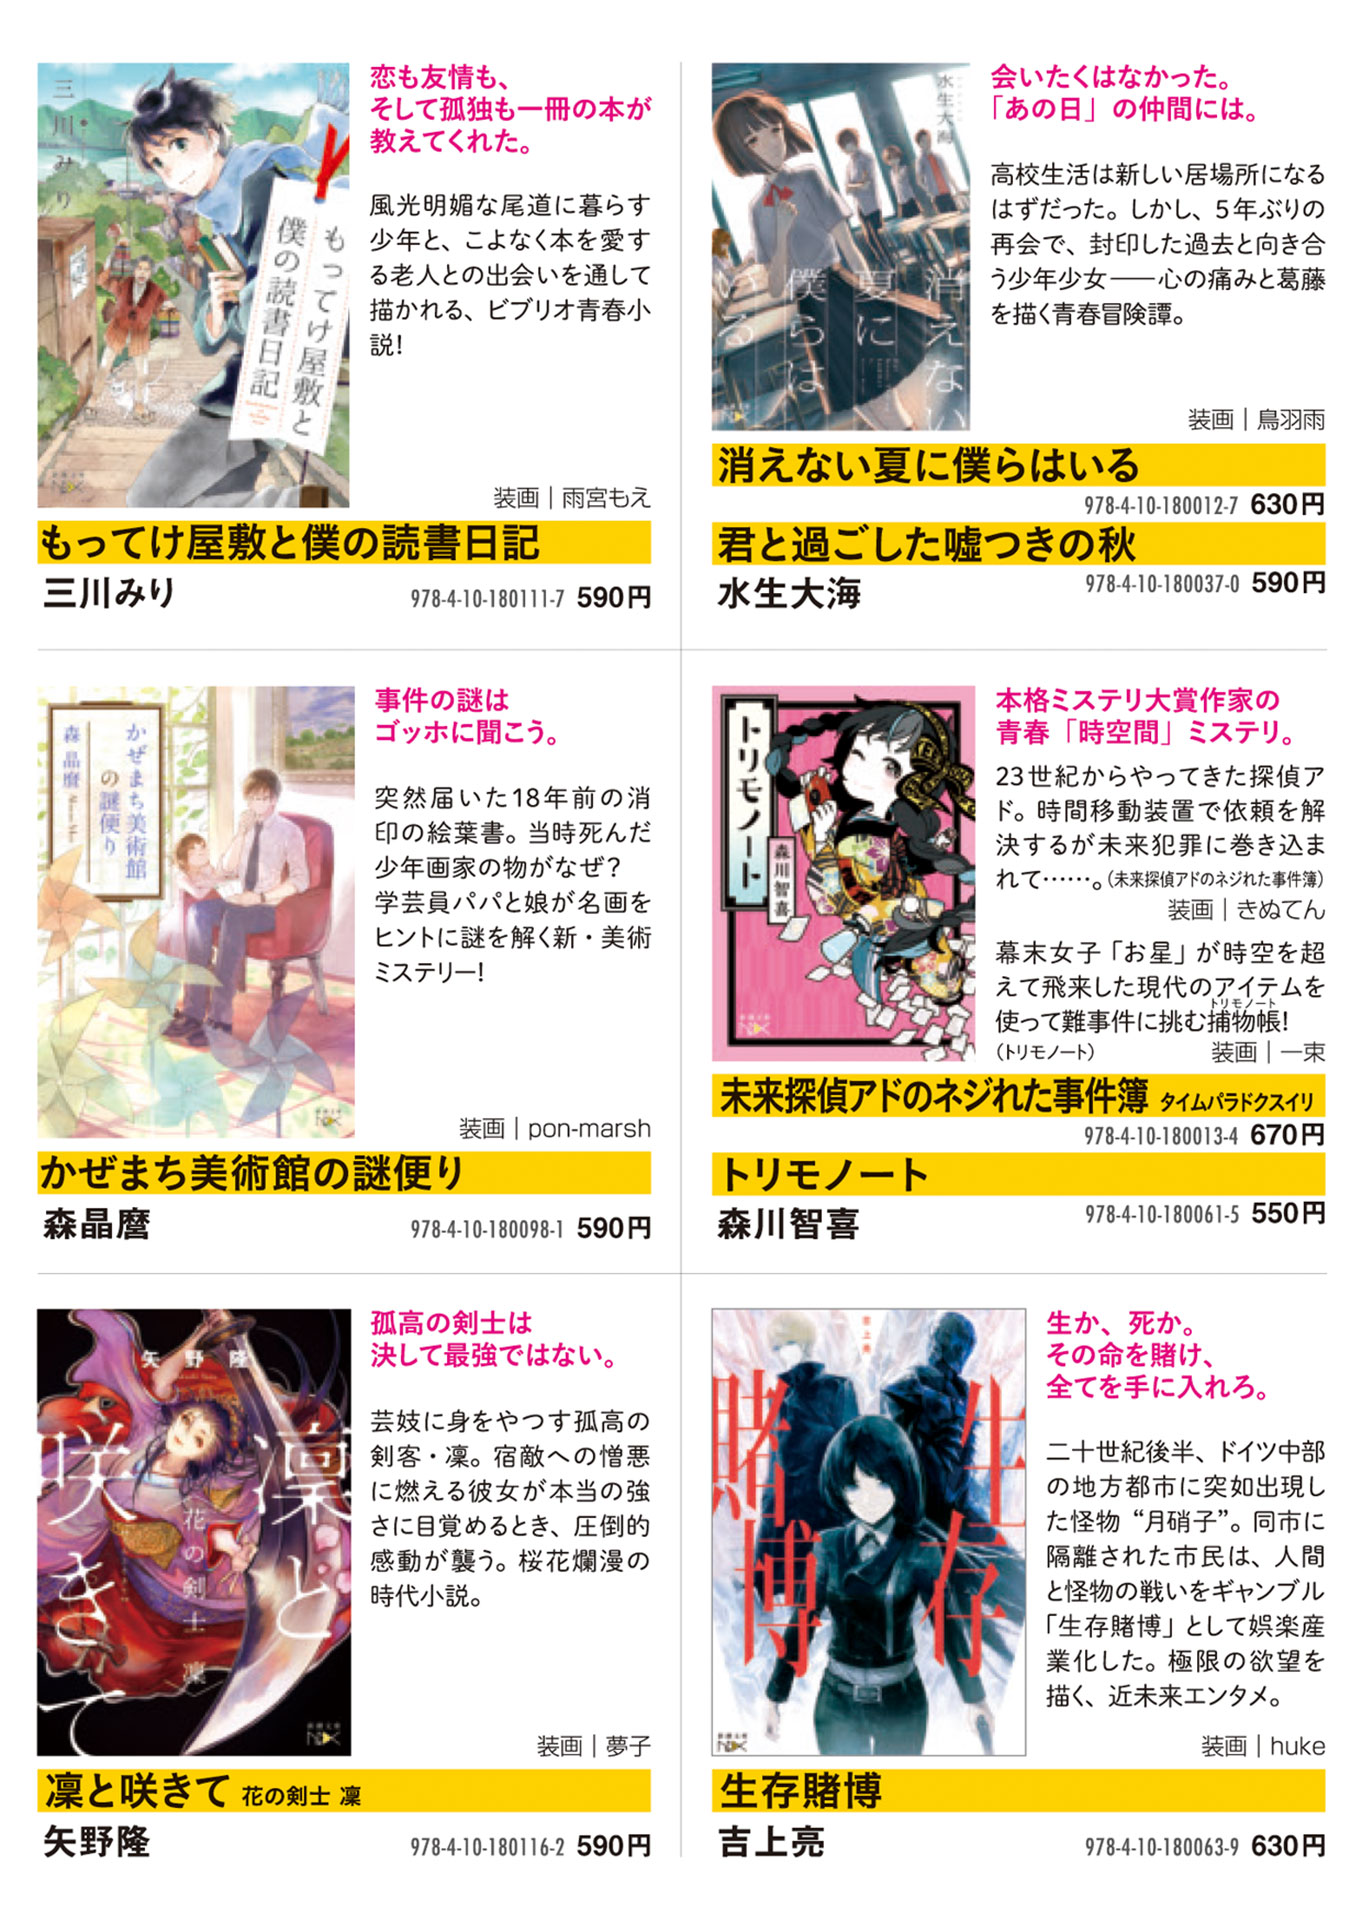 三川みり
もってけ屋敷と
僕の読書日記
恋も友情も、
そして孤独も一冊の本が
教えてくれた。
風光明媚な尾道に暮らす
少年と、こよなく本を愛す
る老人との出会いを通して
描かれる、ビブリオ青春小
説!
装画｜雨宮もえ
もってけ屋敷と僕の読書日記
三川みり
978-4-10-180111-7 590円
水生大海
消えない
夏に
僕らは
いる
会いたくはなかった。
「あの日」の仲間には。
高校生活は新しい居場所になる
はずだった。しかし、5年ぶりの
再会で、封印した過去と向き合
う少年少女――心の痛みと葛藤
を描く青春冒険譚。
装画｜鳥羽雨
消えない夏に僕らはいる
978-4-10-180012-7 630円
君と過ごした嘘つきの秋
水生大海
978-4-10-180037-0 590円
かぜまち美術館
の謎便り
森晶麿
事件の謎は
ゴッホに聞こう。
突然届いた18年前の消
印の絵葉書。当時死んだ
少年画家の物がなぜ？
学芸員パパと娘が名画を
ヒントに謎を解く新・美術
ミステリー!
装画｜pon-marsh
かぜまち美術館の謎便り
森晶麿
978-4-10-180098-1 590円
トリモノート
森川智喜
本格ミステリ大賞作家の
青春「時空間」ミステリ。
23世紀からやってきた探偵ア
ド。時間移動装置で依頼を解
決するが未来犯罪に巻き込ま
れて……。(未来探偵アドのネジれた事件簿)
装画｜きぬてん
幕末女子「お星」が時空を超
えて飛来した現代のアイテムを
トリモノート
使って難事件に挑む捕物帳!
(トリモノート)
装画｜一束
未来探偵アドのネジれた事件簿 タイムパラドクスイリ
978-4-10-180013-4 670円
トリモノート
森川智喜
978-4-10-180061-5 550円
矢野隆
凜と
咲きて
花の剣士 凜
孤高の剣士は
決して最強ではない。
芸妓に身をやつす孤高の
剣客・凜。宿敵への憎悪
に燃える彼女が本当の強
さに目覚めるとき、圧倒的
感動が襲う。桜花爛漫の
時代小説。
装画｜夢子
凜と咲きて 花の剣士 凜
矢野隆
978-4-10-180116-2 590円
吉上亮
生存
賭博
生か、死か。
その命を賭け、
全てを手に入れろ。
二十世紀後半、ドイツ中部
の地方都市に突如出現し
た怪物“月硝子”。同市に
隔離された市民は、人間
と怪物の戦いをギャンブル
「生存賭博」として娯楽産
業化した。極限の欲望を
描く、近未来エンタメ。
装画｜huke
生存賭博
吉上亮
978-4-10-180063-9 630円